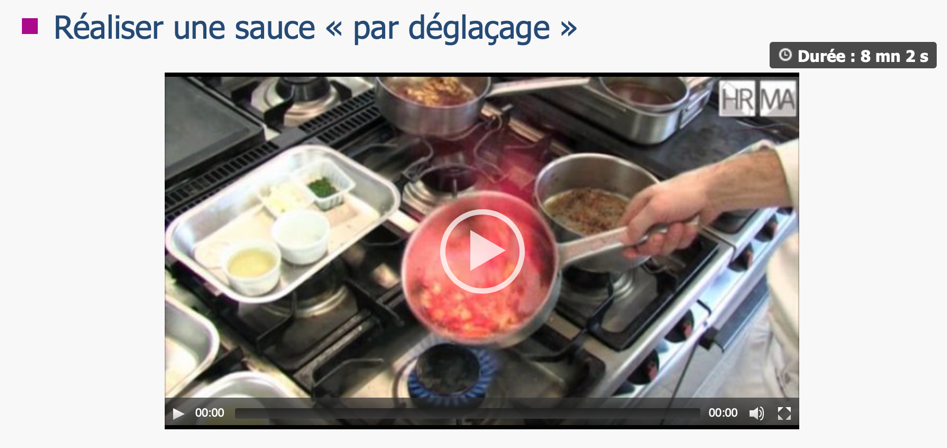 Réaliser une sauce « par déglaçage »
Durée : 8 mn 2 s
HR MA
00:00 00:00